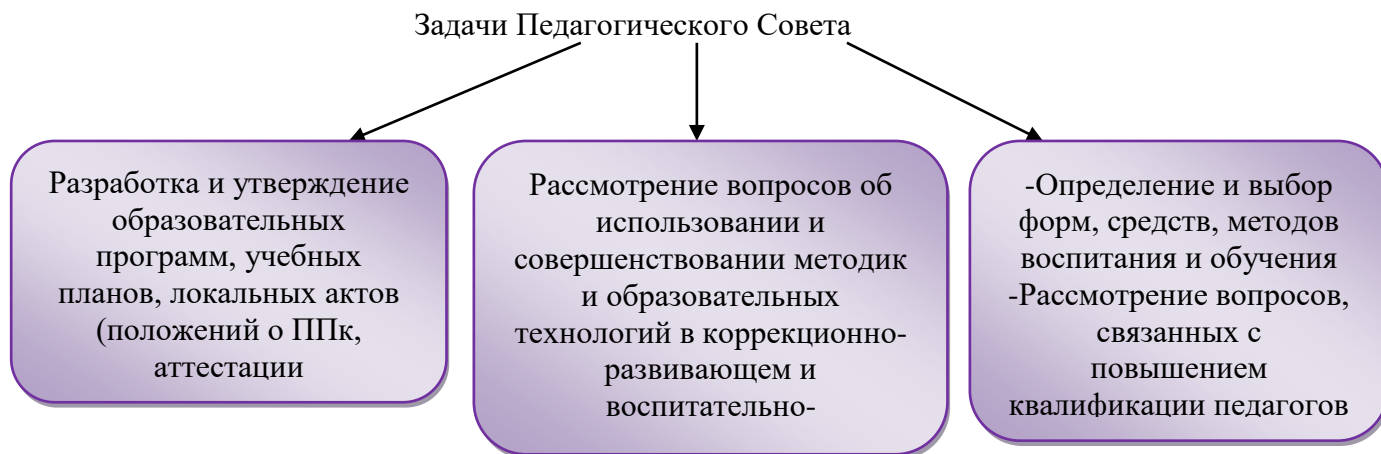 Задачи Педагогического Совета
Разработка и утверждение
образовательных
программ, учебных
планов, локальных актов
(положений о ППк,
аттестации
Рассмотрение вопросов об
использовании и
совершенствовании методик
и образовательных
технологий в коррекционно-
развивающем и
воспитательно-
-Определение и выбор
форм, средств, методов
воспитания и обучения
-Рассмотрение вопросов,
связанных с
повышением
квалификации педагогов